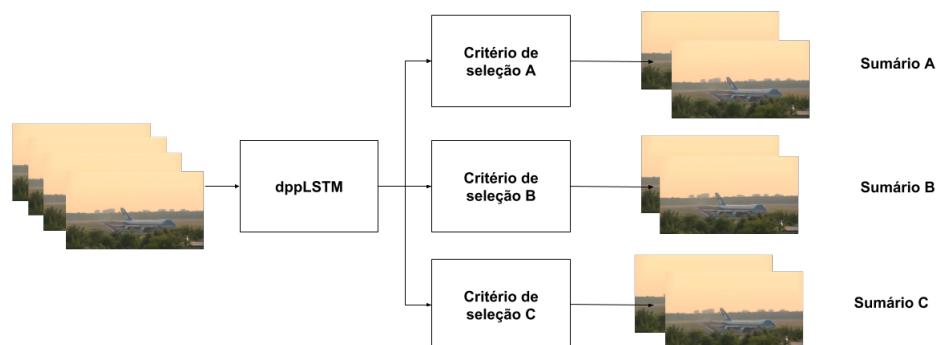 Critério de
seleção A
Sumário A
dppLSTM
Critério de
seleção B
Sumário B
Critério de
seleção C
Sumário C